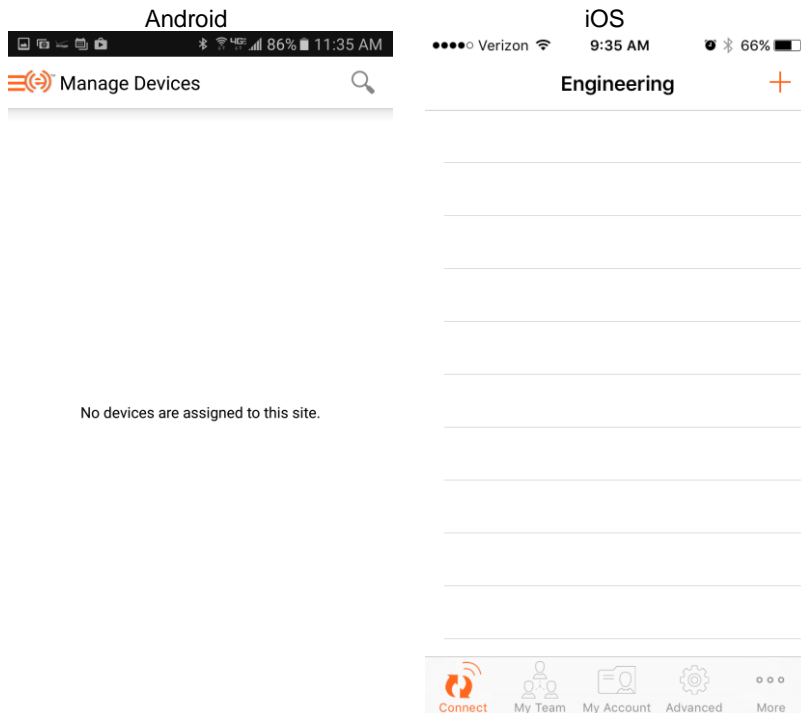 Android
86% 11:35 AM
Manage Devices
No devices are assigned to this site.
iOS
Verizon 9:35 AM 66%
Engineering
Connect My Team My Account Advanced More